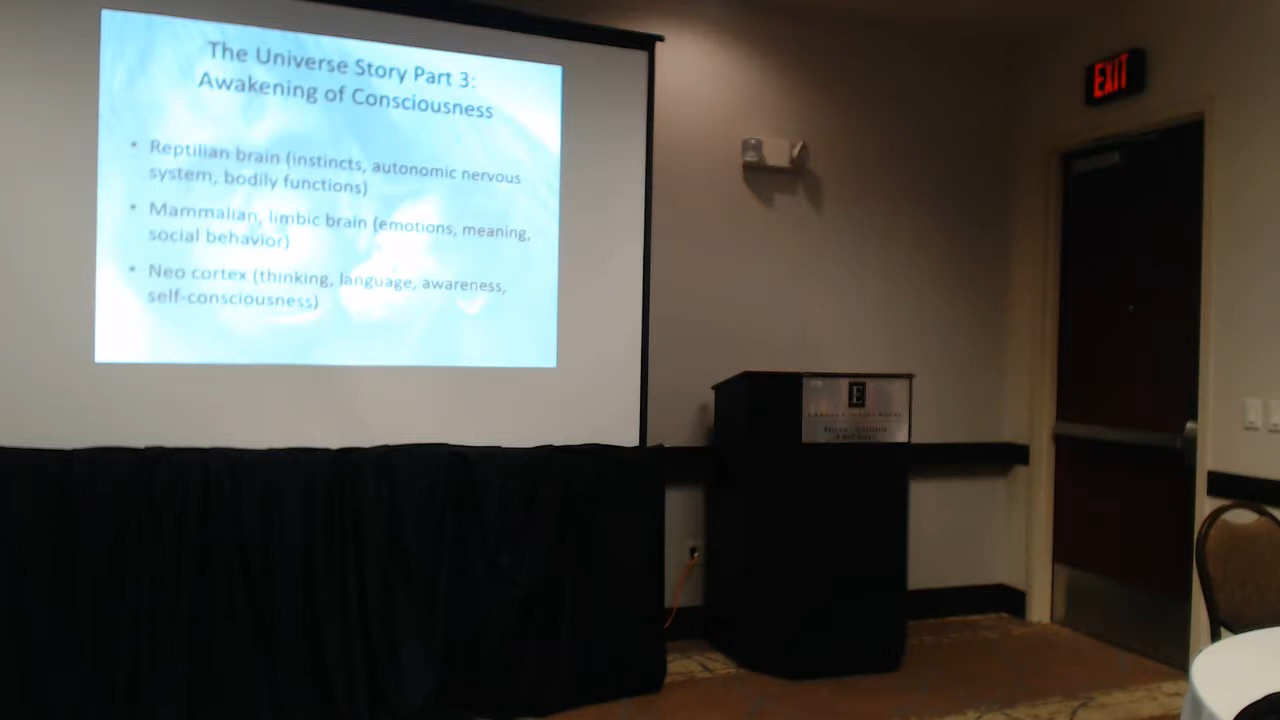 The Universe Story Part 3:
Awakening of Consciousness
• Reptilian brain (instincts, autonomic nervous
system, bodily functions)
• Mammalian, limbic brain (emotions, meaning,
social behavior)
• Neo cortex (thinking, language, awareness,
self-consciousness)
EXIT
E